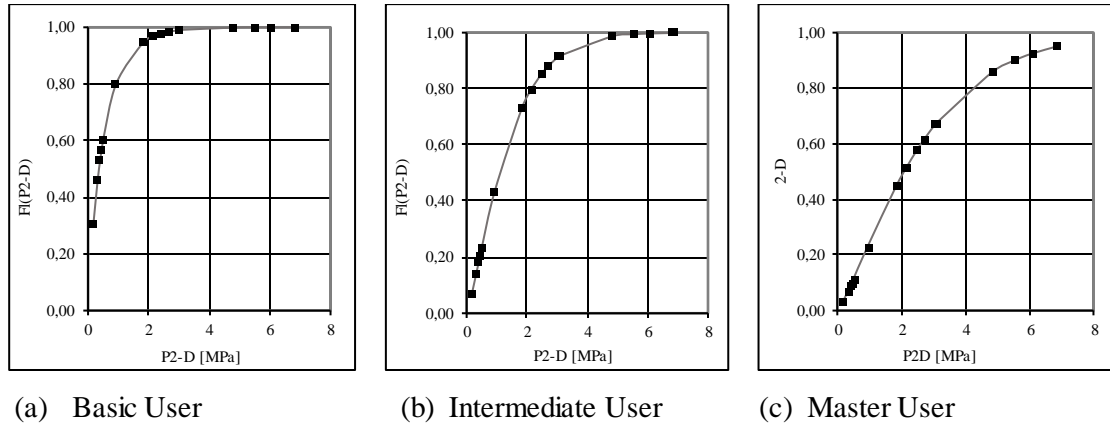 1,00
0,80
0,60
0,40
0,20
0,00
FI(P2-D)
0 2 4 6 8
P2-D [MPa]
(a) Basic User
1,00
0,80
0,60
0,40
0,20
0,00
FI(P2-D)
0 2 4 6 8
P2-D [MPa]
(b) Intermediate User
1,00
0,80
0,60
0,40
0,20
0,00
2-D
0 2 4 6 8
P2D [MPa]
(c) Master User